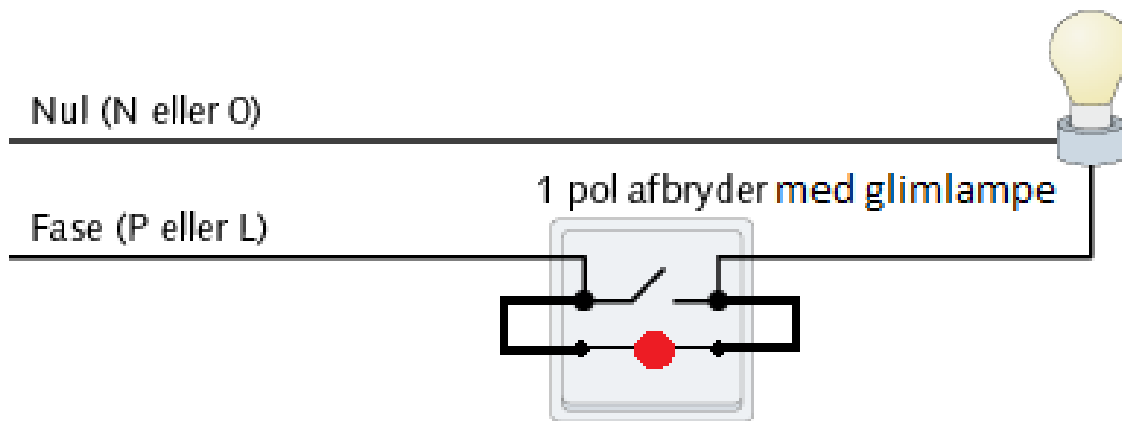 Nul (N eller O)
1 pol afbryder med glimlampe
Fase (P eller L)